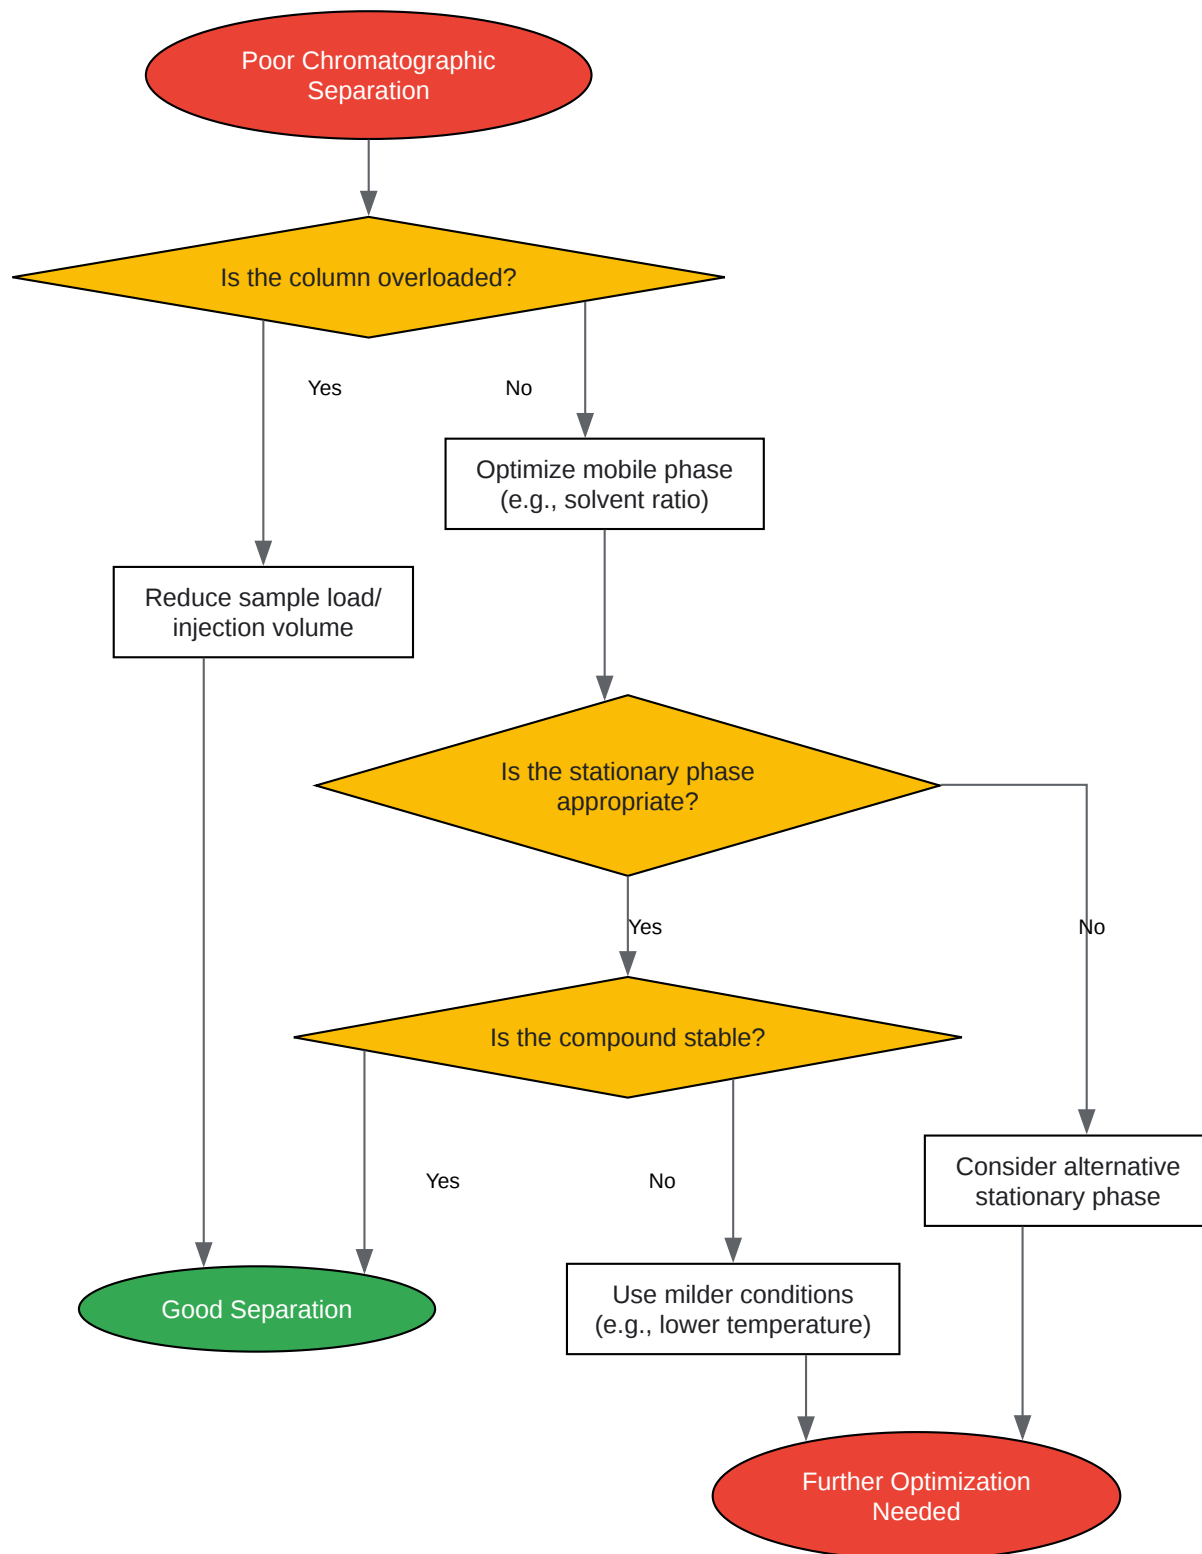 Poor Chromatographic
Separation
Is the column overloaded?
Yes
No
Optimize mobile phase
(e.g., solvent ratio)
Reduce sample load/
injection volume
Is the stationary phase
appropriate?
Yes
No
Is the compound stable?
Yes
No
Consider alternative
stationary phase
Good Separation
Use milder conditions
(e.g., lower temperature)
Further Optimization
Needed